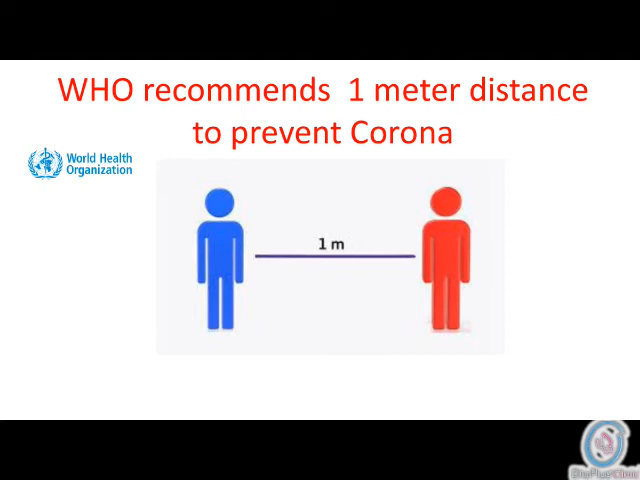 WHO recommends 1 meter distance
to prevent Corona
World Health
Organization
1 m